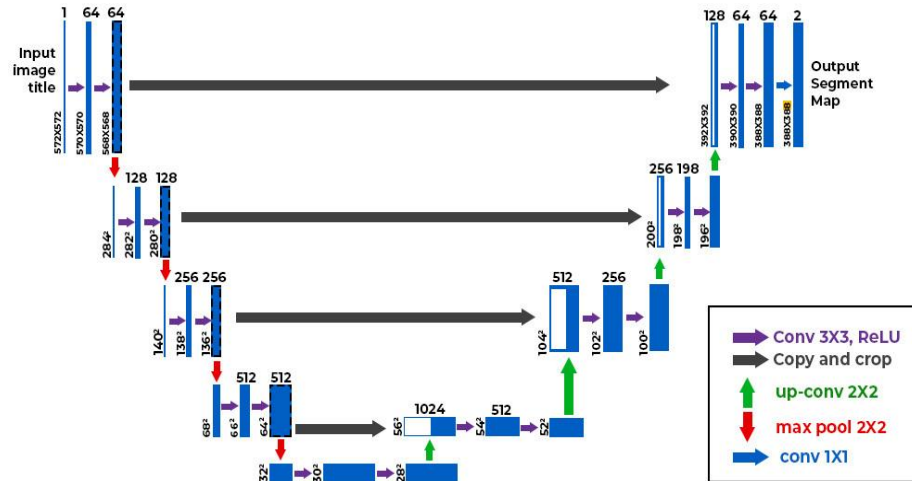 1 64 64
128 64 64 2
Input
image
title
Output
Segment
Map
572X572
570X570
568X568
392X392
390X390
388X388
388X388
128 128
256 198
284²
282²
280²
200²
198²
196²
256 256
512 256
140²
138²
136²
104²
102²
100²
512 512
1024 512
68²
66²
64²
56²
54²
52²
32²
30²
28²
Conv 3X3, ReLU
Copy and crop
up-conv 2X2
max pool 2X2
conv 1X1